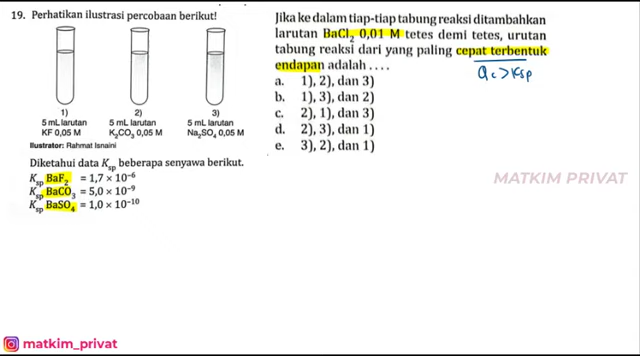 19. Perhatikan ilustrasi percobaan berikut!
1) 2) 3)
5 mL larutan 5 mL larutan 5 mL larutan
KF 0,05 M K₂CO₃ 0,05 M Na₂SO₄ 0,05 M
Ilustrator: Rahmat Isnaini
Diketahui data Ksp beberapa senyawa berikut.
Ksp BaF₂ = 1,7 × 10⁻⁶
Ksp BaCO₃ = 5,0 × 10⁻⁹
Ksp BaSO₄ = 1,0 × 10⁻¹⁰
Jika ke dalam tiap-tiap tabung reaksi ditambahkan
larutan BaCl₂ 0,01 M tetes demi tetes, urutan
tabung reaksi dari yang paling cepat terbentuk
endapan adalah . . . .
Qc > Ksp
a. 1), 2), dan 3)
b. 1), 3), dan 2)
c. 2), 1), dan 3)
d. 2), 3), dan 1)
e. 3), 2), dan 1)
MATKIM PRIVAT
matkim_privat